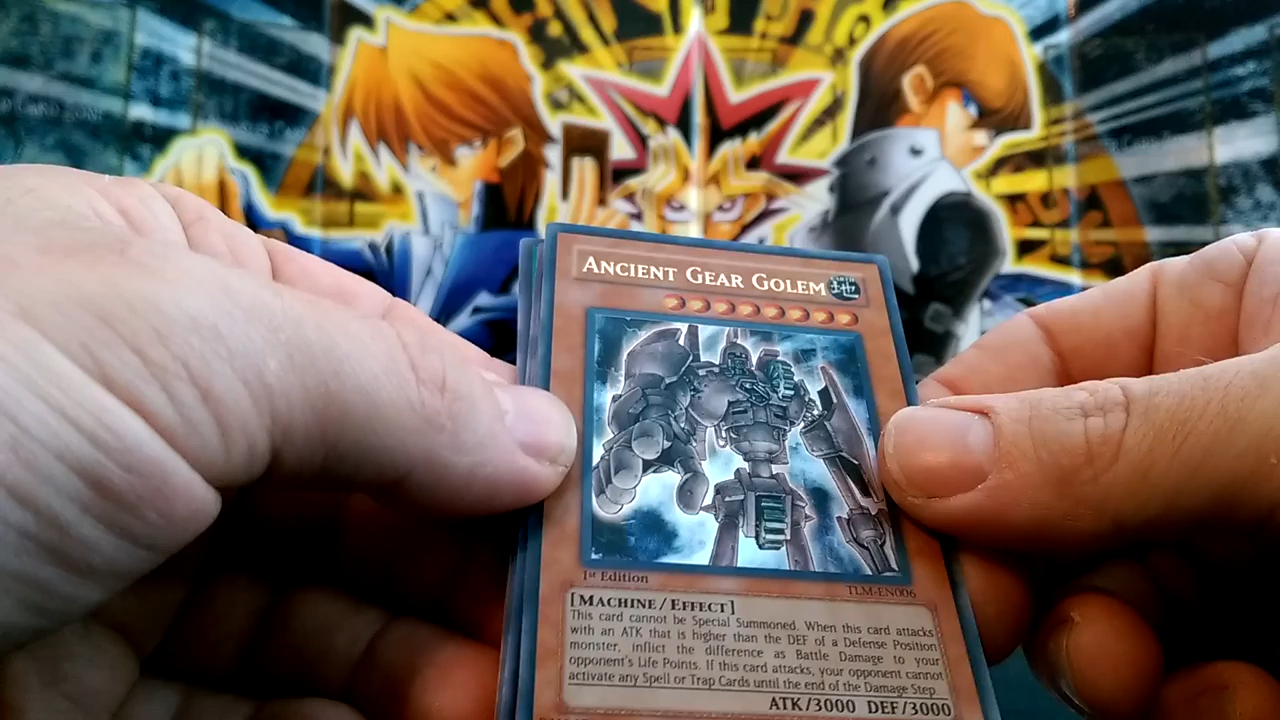 ANCIENT GEAR GOLEM
EARTH
地
1st Edition
TLM-EN006
[MACHINE/EFFECT]
This card cannot be Special Summoned. When this card attacks
with an ATK that is higher than the DEF of a Defense Position
monster, inflict the difference as Battle Damage to your
opponent's Life Points. If this card attacks, your opponent cannot
activate any Spell or Trap Cards until the end of the Damage Step.
ATK/3000 DEF/3000